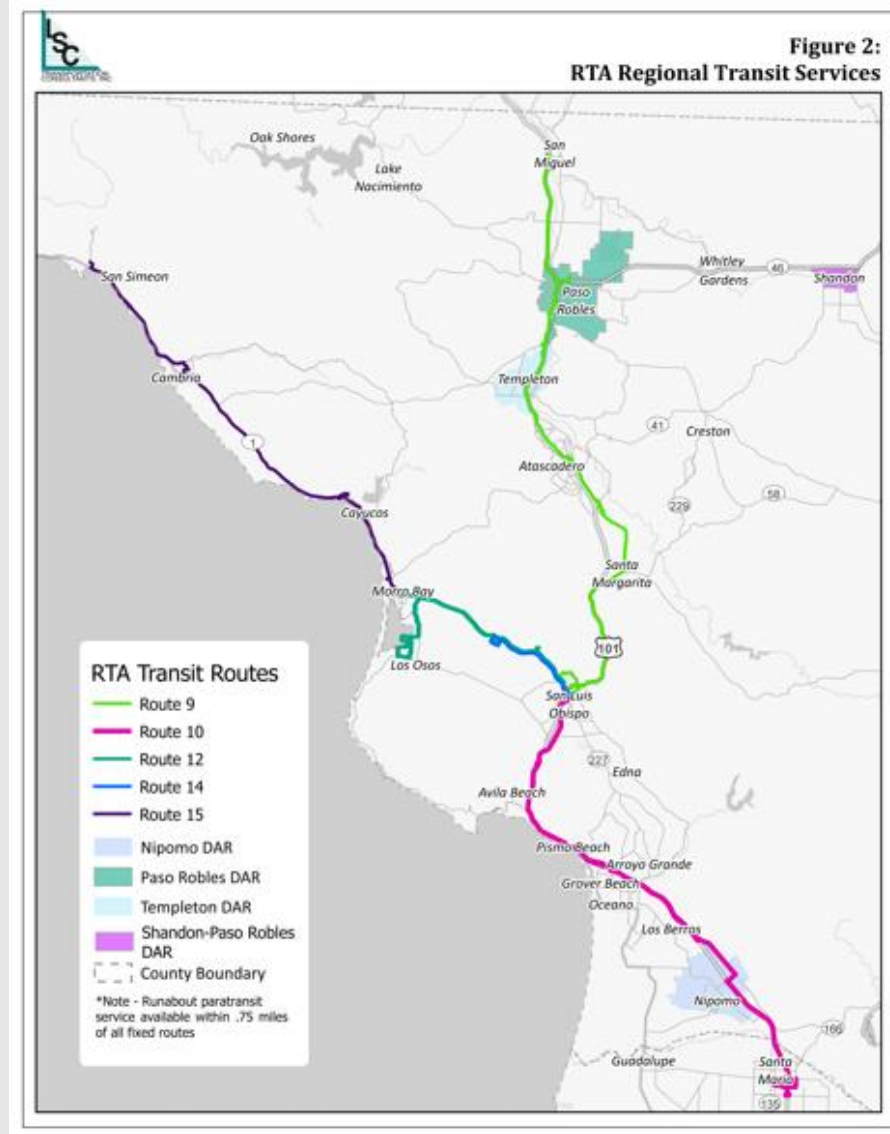 LSC
Figure 2:
RTA Regional Transit Services
Oak Shores
Lake
Nacimiento
San
Miguel
San Simeon
Whitley
Gardens
46
Shandon
Paso
Robles
Cambria
Templeton
1
41
Creston
Atascadero
58
229
Cayucos
Santa
Margarita
Morro Bay
101
Los Osos
San Luis
Obispo
227
Edna
Avila Beach
Pismo Beach
Arroyo Grande
Grover Beach
Oceano
Los Berros
Nipomo
166
Guadalupe
Santa
Maria
135
RTA Transit Routes
Route 9
Route 10
Route 12
Route 14
Route 15
Nipomo DAR
Paso Robles DAR
Templeton DAR
Shandon-Paso Robles
DAR
County Boundary
*Note - Runabout paratransit
service available within .75 miles
of all fixed routes